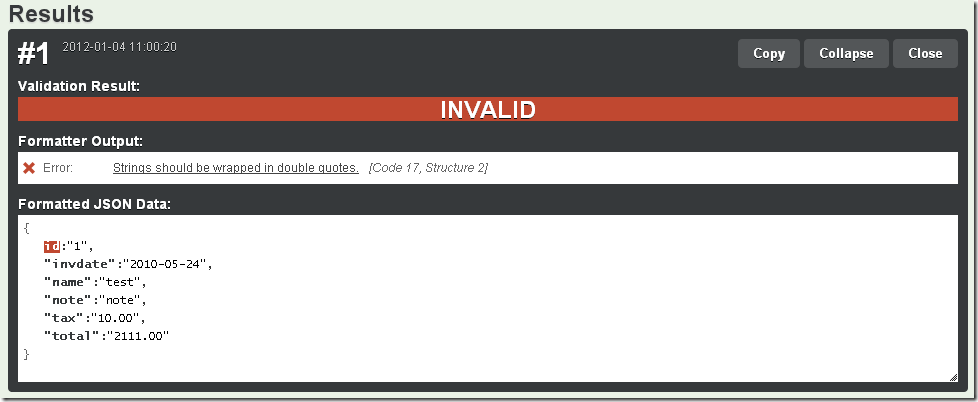 Results
#1 2012-01-04 11:00:20 Copy Collapse Close
Validation Result:
INVALID
Formatter Output:
Error: Strings should be wrapped in double quotes. [Code 17, Structure 2]
Formatted JSON Data:
{
id:"1",
"invdate":"2010-05-24",
"name":"test",
"note":"note",
"tax":"10.00",
"total":"2111.00"
}